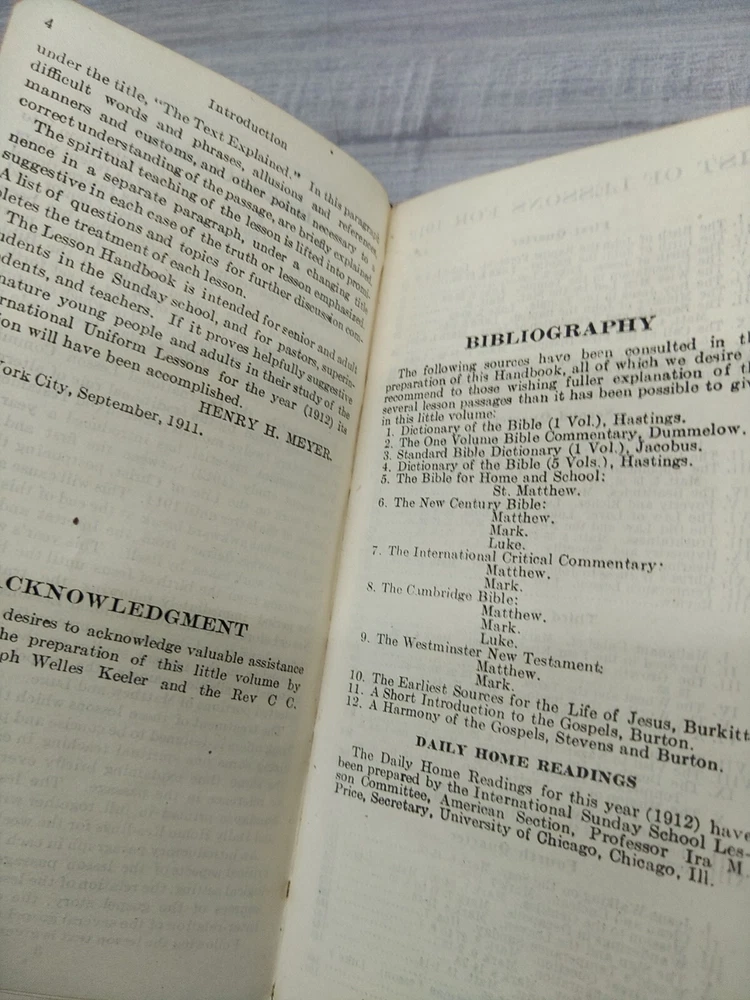 4
Introduction
under the title, "The Text Explained." In this paragraph
difficult words and phrases, allusions and references,
manners and customs, and other points necessary to a
correct understanding of the passage, are briefly explained.
The spiritual teaching of the lesson is lifted into promi-
nence in a separate paragraph, under a changing title
suggestive in each case of the truth or lesson emphasized.
A list of questions and topics for further discussion com-
pletes the treatment of each lesson.
The Lesson Handbook is intended for senior and adult
udents in the Sunday school, and for pastors, superin-
dents, and teachers. If it proves helpfully suggestive
nature young people and adults in their study of the
rnational Uniform Lessons for the year (1912) its
ion will have been accomplished.
HENRY H. MEYER.
York City, September, 1911.
ACKNOWLEDGMENT
desires to acknowledge valuable assistance
he preparation of this little volume by
ph Welles Keeler and the Rev C C.
BIBLIOGRAPHY
The following sources have been consulted in th
preparation of this Handbook, all of which we desire
recommend to those wishing fuller explanation of th
several lesson passages than it has been possible to giv
in this little volume:
1. Dictionary of the Bible (1 Vol.), Hastings.
2. The One Volume Bible Commentary, Dummelow.
3. Standard Bible Dictionary (1 Vol.), Jacobus.
4. Dictionary of the Bible (5 Vols.), Hastings.
5. The Bible for Home and School:
St. Matthew.
6. The New Century Bible:
Matthew.
Mark.
Luke.
7. The International Critical Commentary:
Matthew.
Mark.
8. The Cambridge Bible:
Matthew.
Mark.
Luke.
9. The Westminster New Testament:
Matthew.
Mark.
10. The Earliest Sources for the Life of Jesus, Burkitt
11. A Short Introduction to the Gospels, Burton.
12. A Harmony of the Gospels, Stevens and Burton.
DAILY HOME READINGS
The Daily Home Readings for this year (1912) have
been prepared by the International Sunday School Les-
son Committee, American Section, Professor Ira M.
Price, Secretary, University of Chicago, Chicago, Ill.